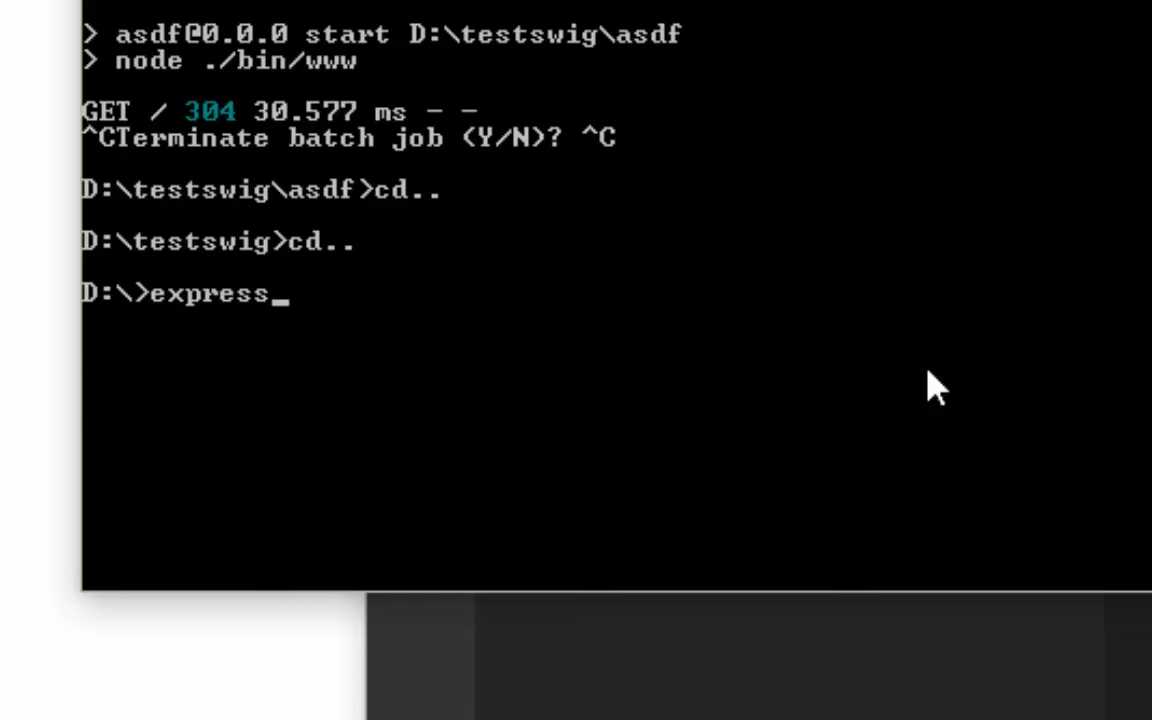 > asdf@0.0.0 start D:\testswig\asdf
> node ./bin/www
GET / 304 30.577 ms - -
^CTerminate batch job (Y/N)? ^C
D:\testswig\asdf>cd..
D:\testswig>cd..
D:\>express_